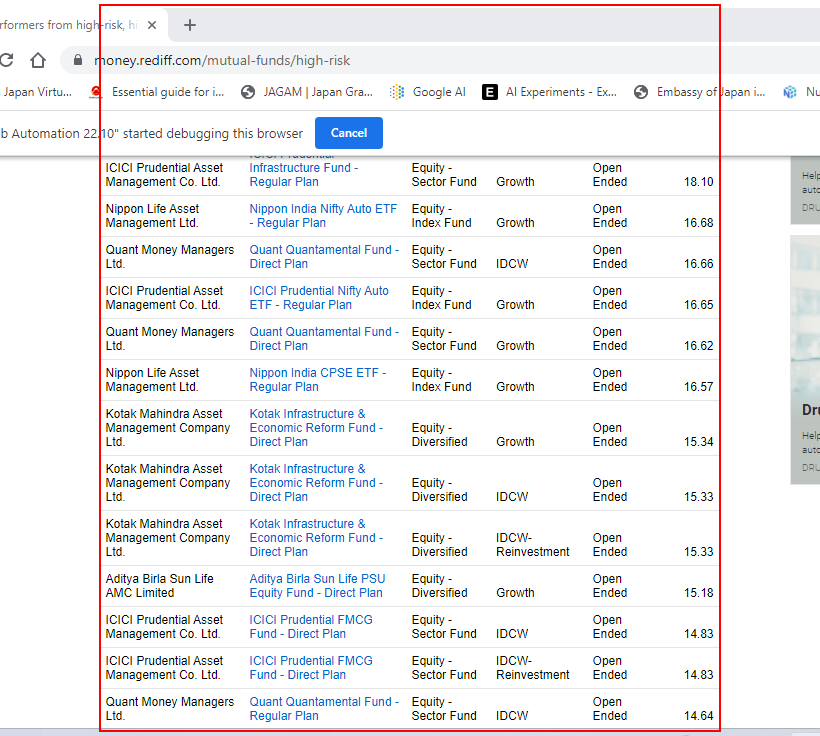 rformers from high-risk, hi
money.rediff.com/mutual-funds/high-risk
Japan Virtu... Essential guide for i... JAGAM | Japan Gra... Google AI E AI Experiments - Ex... Embassy of Japan i... Nu
b Automation 22.10" started debugging this browser Cancel
ICICI Prudential
ICICI Prudential Asset Infrastructure Fund - Equity - Open
Management Co. Ltd. Regular Plan Sector Fund Growth Ended 18.10
Nippon Life Asset Nippon India Nifty Auto ETF Equity - Open
Management Ltd. - Regular Plan Index Fund Growth Ended 16.68
Quant Money Managers Quant Quantamental Fund - Equity - Open
Ltd. Direct Plan Sector Fund IDCW Ended 16.66
ICICI Prudential Asset ICICI Prudential Nifty Auto Equity - Open
Management Co. Ltd. ETF - Regular Plan Index Fund Growth Ended 16.65
Quant Money Managers Quant Quantamental Fund - Equity - Open
Ltd. Direct Plan Sector Fund Growth Ended 16.62
Nippon Life Asset Nippon India CPSE ETF - Equity - Open
Management Ltd. Regular Plan Index Fund Growth Ended 16.57
Kotak Mahindra Asset Kotak Infrastructure &
Management Company Economic Reform Fund - Equity - Open
Ltd. Direct Plan Diversified Growth Ended 15.34
Kotak Mahindra Asset Kotak Infrastructure &
Management Company Economic Reform Fund - Equity - Open
Ltd. Direct Plan Diversified IDCW Ended 15.33
Kotak Mahindra Asset Kotak Infrastructure &
Management Company Economic Reform Fund - Equity - IDCW- Open
Ltd. Direct Plan Diversified Reinvestment Ended 15.33
Aditya Birla Sun Life Aditya Birla Sun Life PSU Equity - Open
AMC Limited Equity Fund - Direct Plan Diversified Growth Ended 15.18
ICICI Prudential Asset ICICI Prudential FMCG Equity - Open
Management Co. Ltd. Fund - Direct Plan Sector Fund IDCW Ended 14.83
ICICI Prudential Asset ICICI Prudential FMCG Equity - IDCW- Open
Management Co. Ltd. Fund - Direct Plan Sector Fund Reinvestment Ended 14.83
Quant Money Managers Quant Quantamental Fund - Equity - Open
Ltd. Regular Plan Sector Fund IDCW Ended 14.64
Help
auto
DRU
Dru
Help
auto
DRU